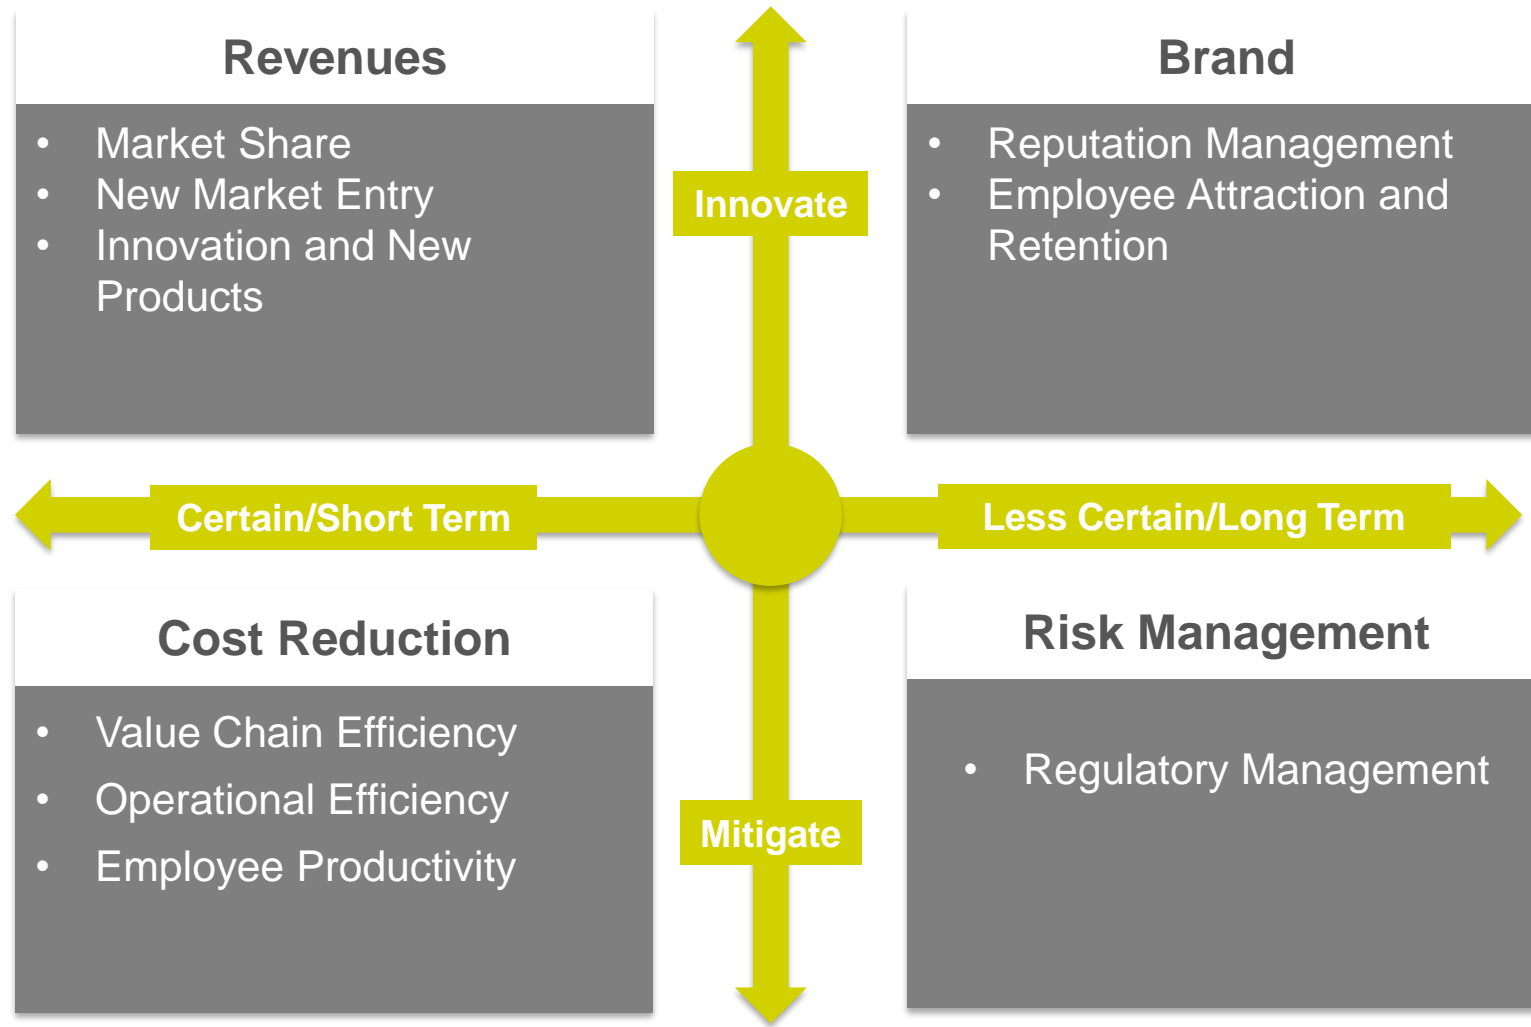 Revenues
• Market Share
• New Market Entry
• Innovation and New
Products
Innovate
Brand
• Reputation Management
• Employee Attraction and
Retention
Certain/Short Term
Less Certain/Long Term
Cost Reduction
• Value Chain Efficiency
• Operational Efficiency
• Employee Productivity
Mitigate
Risk Management
• Regulatory Management